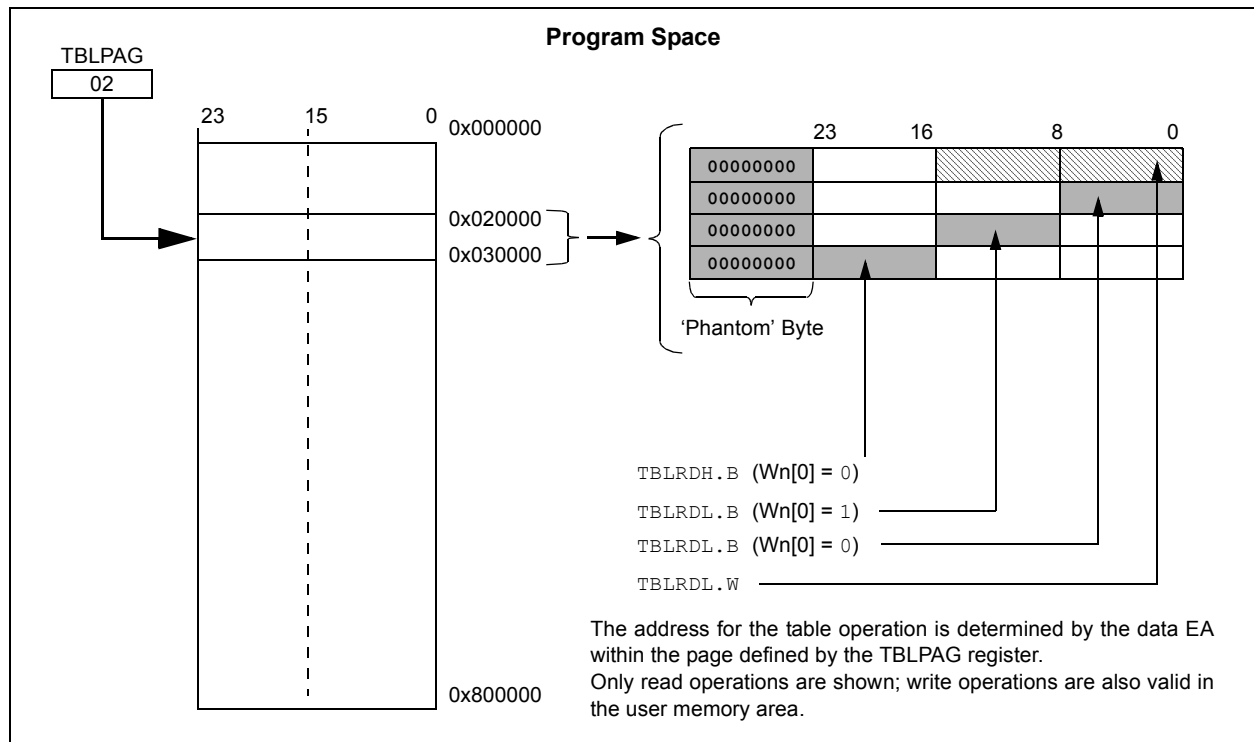 Program Space
TBLPAG
02
23 15 0
0x000000
0x020000
0x030000
0x800000
23 16 8 0
00000000
00000000
00000000
00000000
‘Phantom’ Byte
TBLRDH.B (Wn[0] = 0)
TBLRDL.B (Wn[0] = 1)
TBLRDL.B (Wn[0] = 0)
TBLRDL.W
The address for the table operation is determined by the data EA
within the page defined by the TBLPAG register.
Only read operations are shown; write operations are also valid in
the user memory area.